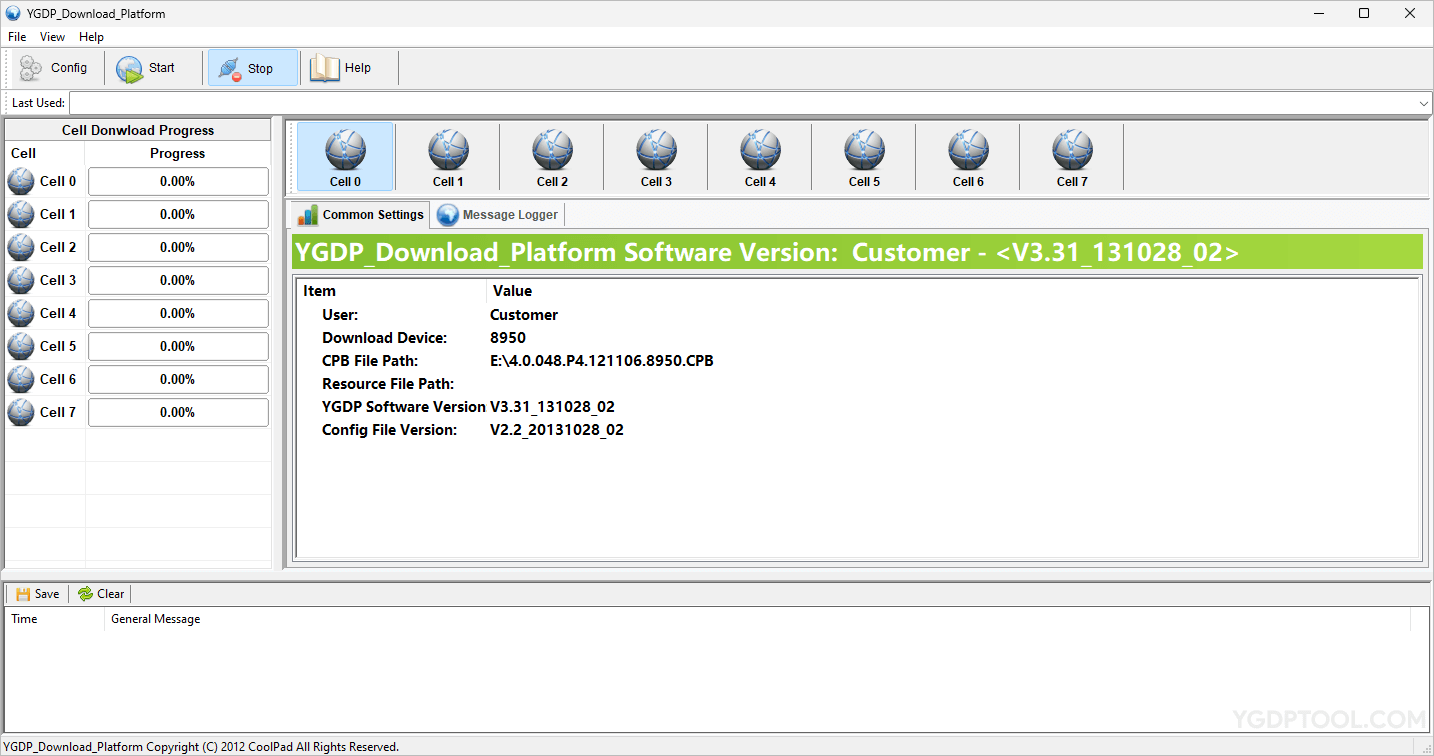 YGDP_Download_Platform
File View Help
Config Start Stop Help
Last Used:
Cell Donwload Progress
Cell Progress
Cell 0 0.00%
Cell 1 0.00%
Cell 2 0.00%
Cell 3 0.00%
Cell 4 0.00%
Cell 5 0.00%
Cell 6 0.00%
Cell 7 0.00%
Cell 0 Cell 1 Cell 2 Cell 3 Cell 4 Cell 5 Cell 6 Cell 7
Common Settings Message Logger
YGDP_Download_Platform Software Version: Customer - <V3.31_131028_02>
Item Value
User: Customer
Download Device: 8950
CPB File Path: E:\4.0.048.P4.121106.8950.CPB
Resource File Path:
YGDP Software Version V3.31_131028_02
Config File Version: V2.2_20131028_02
Save Clear
Time General Message
YGDPTOOL.COM
YGDP_Download_Platform Copyright (C) 2012 CoolPad All Rights Reserved.